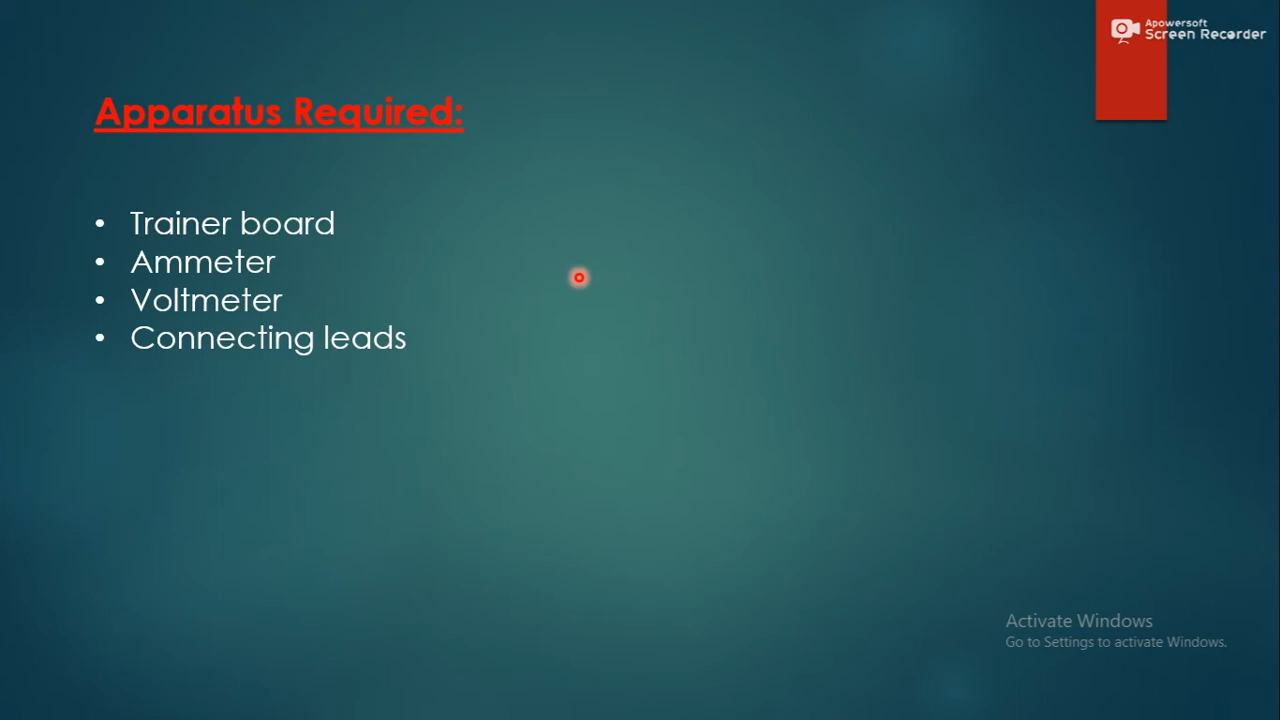 Apowersoft
Screen Recorder
Apparatus Required:
• Trainer board
• Ammeter
• Voltmeter
• Connecting leads
Activate Windows
Go to Settings to activate Windows.